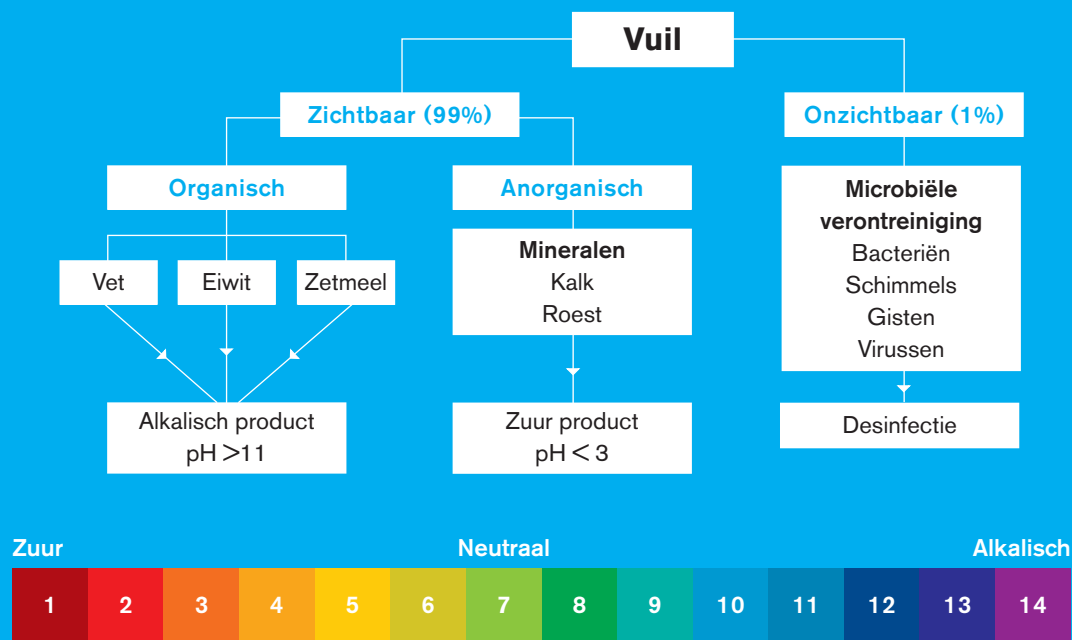 Vuil
Zichtbaar (99%)
Onzichtbaar (1%)
Organisch
Anorganisch
Microbiële
verontreiniging
Bacteriën
Schimmels
Gisten
Virussen
Vet
Eiwit
Zetmeel
Mineralen
Kalk
Roest
Alkalisch product
pH >11
Zuur product
pH < 3
Desinfectie
Zuur
Neutraal
Alkalisch
1 2 3 4 5 6 7 8 9 10 11 12 13 14